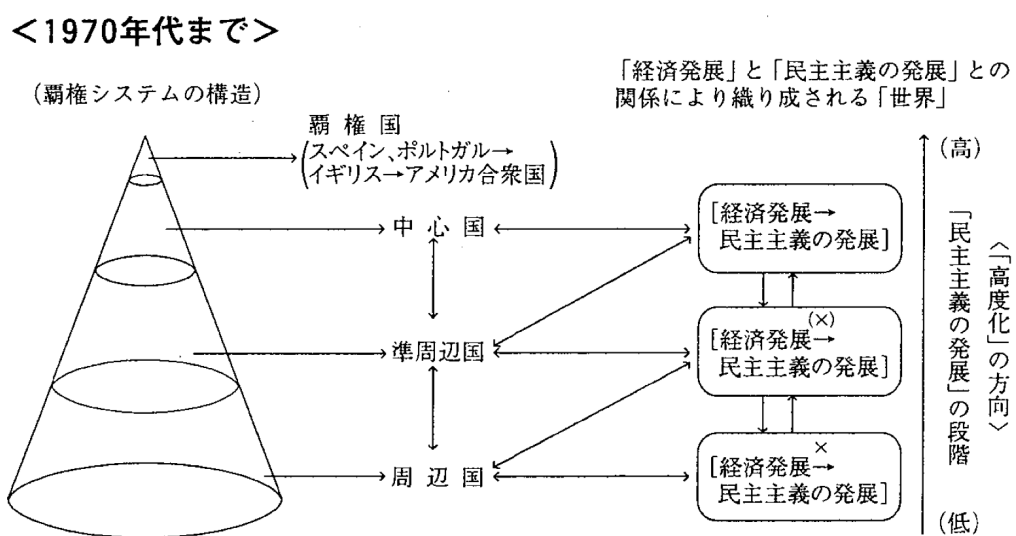 <1970年代まで>
(覇権システムの構造)
「経済発展」と「民主主義の発展」との
関係により織り成される「世界」
覇権国
(スペイン、ポルトガル→
イギリス→アメリカ合衆国)
中心国
準周辺国
周辺国
[経済発展→
民主主義の発展]
(×)
[経済発展→
民主主義の発展]
×
[経済発展→
民主主義の発展]
(高)
〈「高度化」の方向〉
「民主主義の発展」の段階
(低)